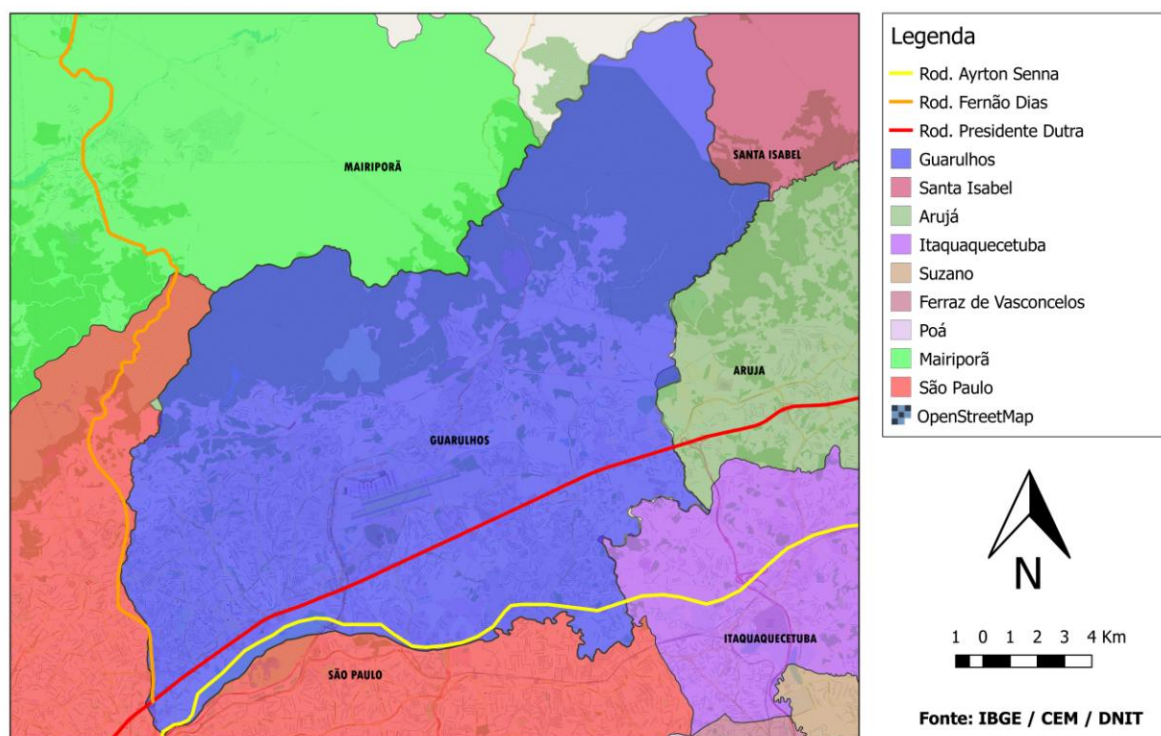 MAIRIPORÃ
SANTA ISABEL
ARUJA
GUARULHOS
SÃO PAULO
ITAQUAQUECETUBA
Legenda
Rod. Ayrton Senna
Rod. Fernão Dias
Rod. Presidente Dutra
Guarulhos
Santa Isabel
Arujá
Itaquaquecetuba
Suzano
Ferraz de Vasconcelos
Poá
Mairiporã
São Paulo
OpenStreetMap
N
1 0 1 2 3 4 Km
Fonte: IBGE / CEM / DNIT